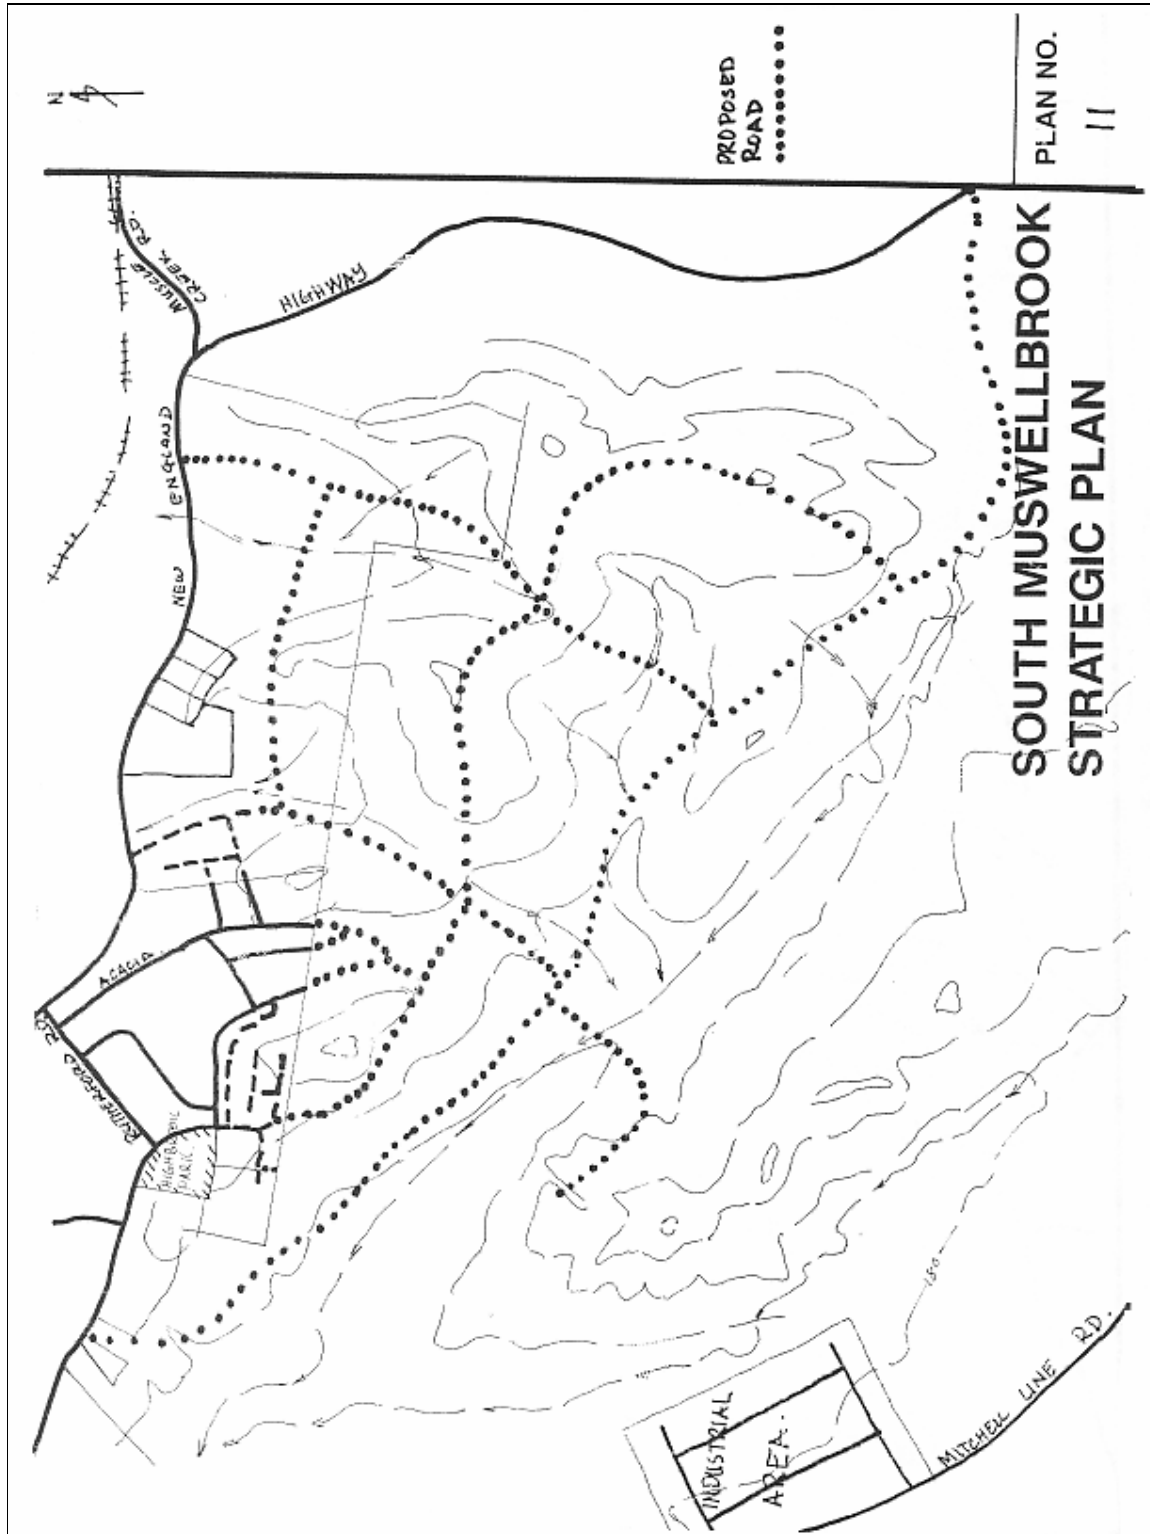 N
PROPOSED
ROAD
PLAN NO.
11
SOUTH MUSWELLBROOK
STRATEGIC PLAN
MUSCLE
CREEK RD.
HIGHWAY
ENGLAND
NEW
ACACIA
RUTHERFORD RD
HIGHBROOK
PARK
INDUSTRIAL
AREA.
MITCHELL LINE RD.
180